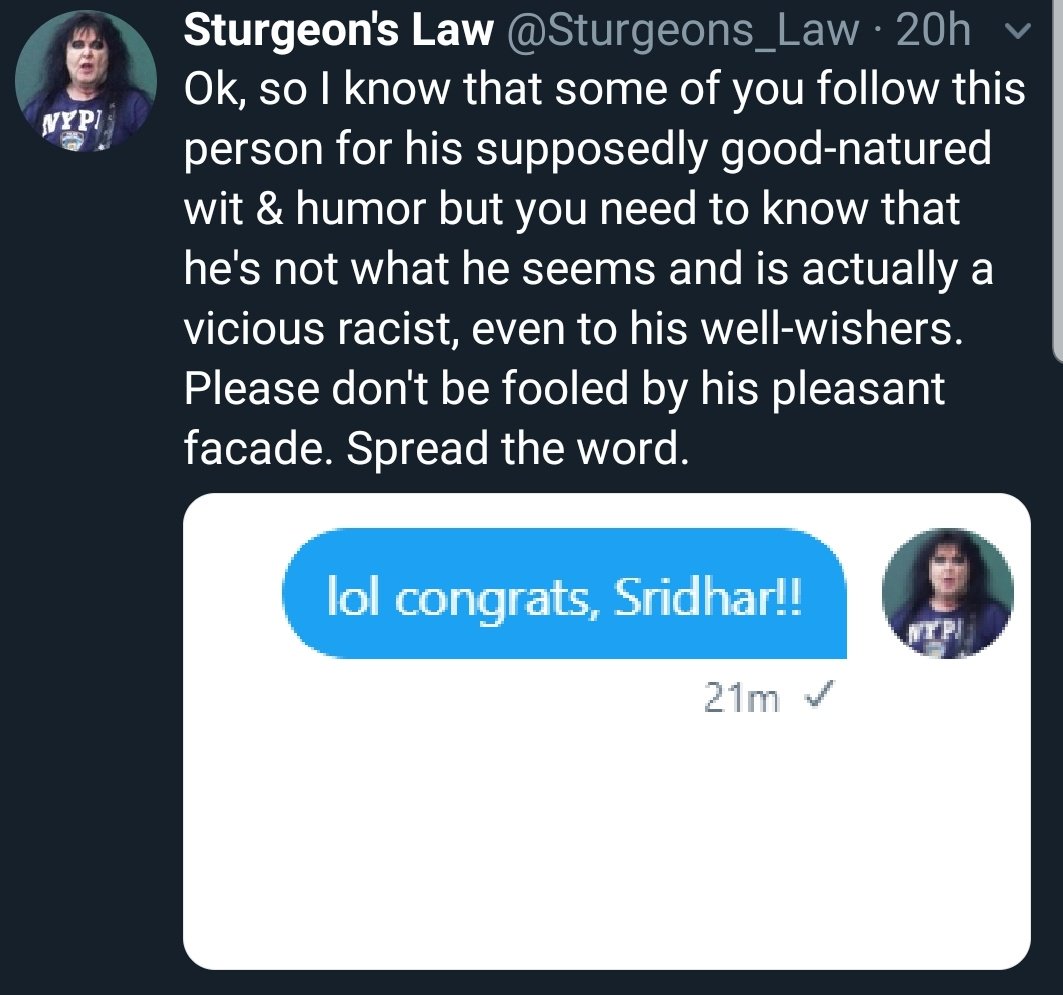 Sturgeon's Law @Sturgeons_Law · 20h
Ok, so I know that some of you follow this
person for his supposedly good-natured
wit & humor but you need to know that
he's not what he seems and is actually a
vicious racist, even to his well-wishers.
Please don't be fooled by his pleasant
facade. Spread the word.
lol congrats, Sridhar!!
21m ✓